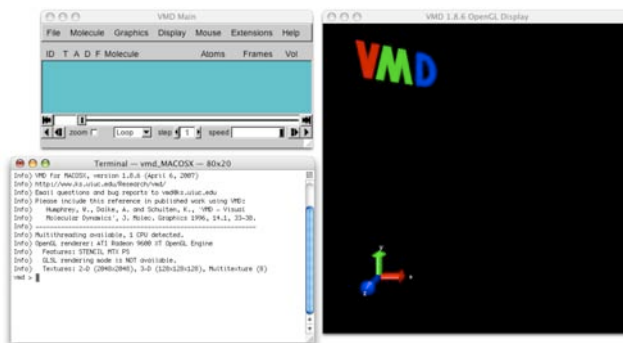 VMD Main
File Molecule Graphics Display Mouse Extensions Help
ID T A D F Molecule Atoms Frames Vol
zoom Loop step 1 speed
Terminal — vmd_MACOSX — 80x20
Info) VMD for MACOSX, version 1.8.6 (April 6, 2007)
Info) http://www.ks.uiuc.edu/Research/vmd/
Info) Email questions and bug reports to vmd@ks.uiuc.edu
Info) Please include this reference in published work using VMD:
Info) Humphrey, W., Dalke, A. and Schulten, K., `VMD - Visual
Info) Molecular Dynamics', J. Molec. Graphics 1996, 14.1, 33-38.
Info) -------------------------------------------------------------
Info) Multithreading available, 1 CPU detected.
Info) OpenGL renderer: ATI Radeon 9600 XT OpenGL Engine
Info) Features: STENCIL MTX PS
Info) GLSL rendering mode is NOT available.
Info) Textures: 2-D (2048x2048), 3-D (128x128x128), Multitexture (8)
vmd >
VMD 1.8.6 OpenGL Display
VMD